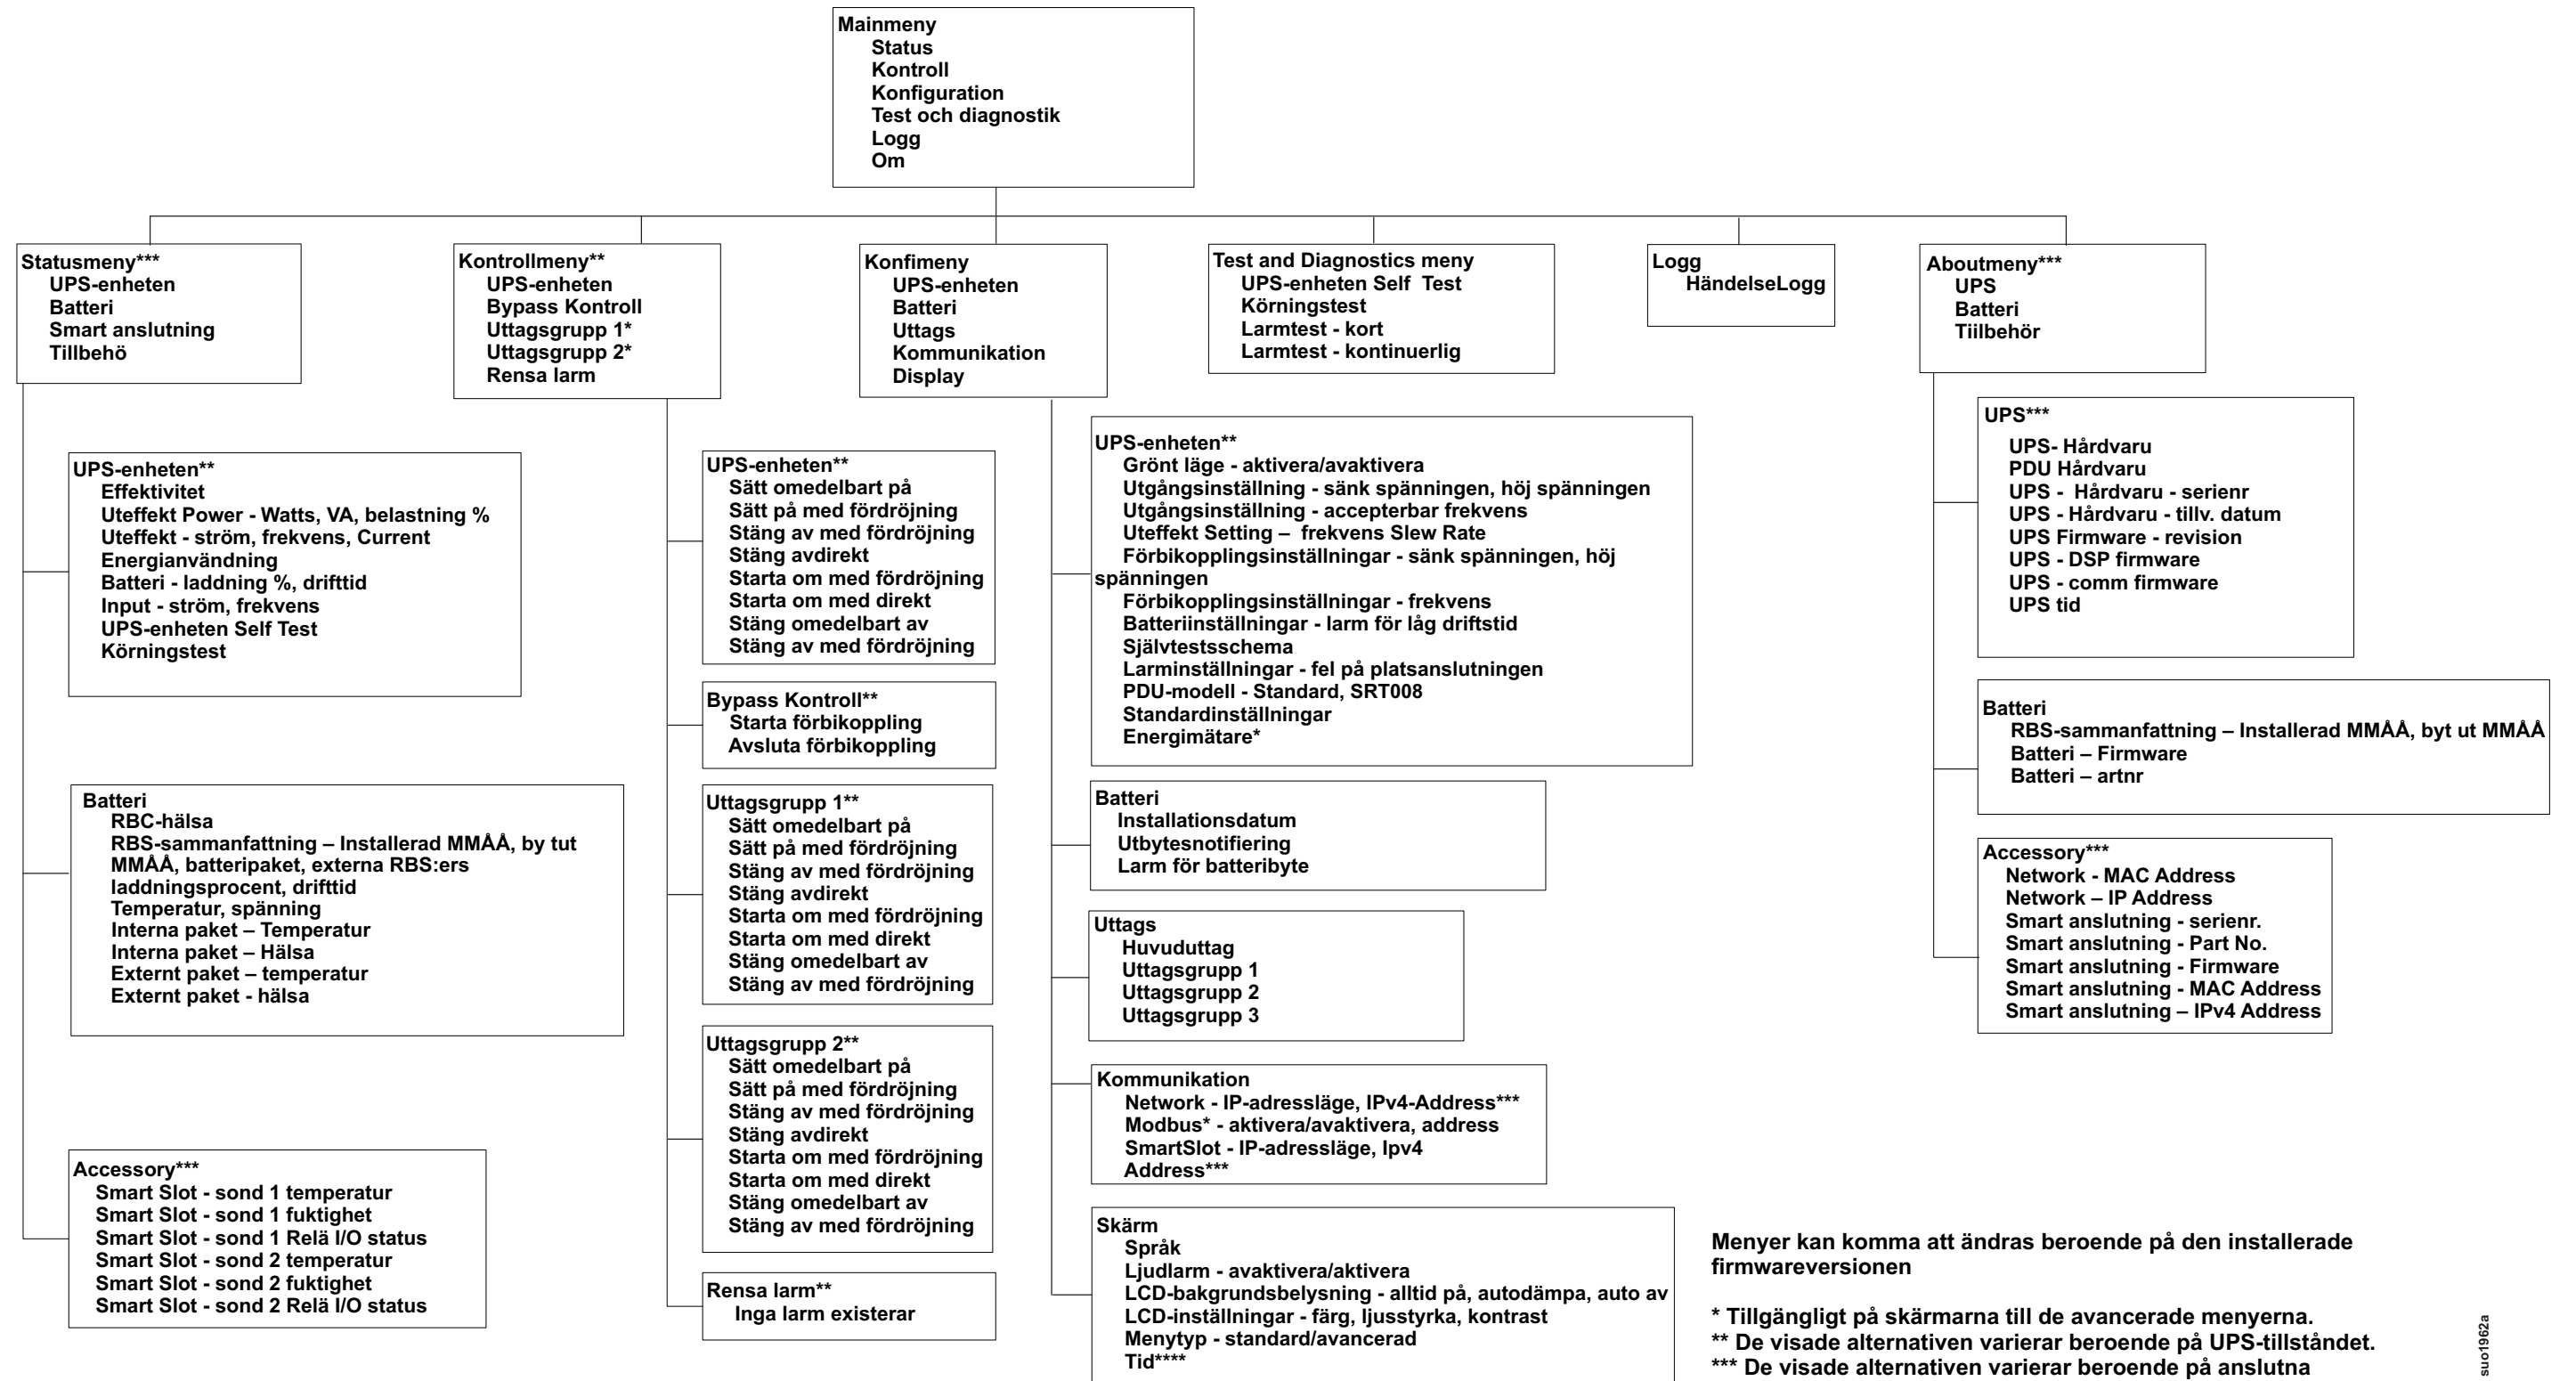 Mainmeny
Status
Kontroll
Konfiguration
Test och diagnostik
Logg
Om
Statusmeny***
UPS-enheten
Batteri
Smart anslutning
Tillbehö
Kontrollmeny**
UPS-enheten
Bypass Kontroll
Uttagsgrupp 1*
Uttagsgrupp 2*
Rensa larm
Konfimeny
UPS-enheten
Batteri
Uttags
Kommunikation
Display
Test and Diagnostics meny
UPS-enheten Self Test
Körningstest
Larmtest - kort
Larmtest - kontinuerlig
Logg
HändelseLogg
Aboutmeny***
UPS
Batteri
Tiilbehör
UPS-enheten**
Effektivitet
Uteffekt Power - Watts, VA, belastning %
Uteffekt - ström, frekvens, Current
Energianvändning
Batteri - laddning %, drifttid
Input - ström, frekvens
UPS-enheten Self Test
Körningstest
Batteri
RBC-hälsa
RBS-sammanfattning – Installerad MMÅÅ, by tut
MMÅÅ, batteripaket, externa RBS:ers
laddningsprocent, drifttid
Temperatur, spänning
Interna paket – Temperatur
Interna paket – Hälsa
Externt paket – temperatur
Externt paket - hälsa
Accessory***
Smart Slot - sond 1 temperatur
Smart Slot - sond 1 fuktighet
Smart Slot - sond 1 Relä I/O status
Smart Slot - sond 2 temperatur
Smart Slot - sond 2 fuktighet
Smart Slot - sond 2 Relä I/O status
UPS-enheten**
Sätt omedelbart på
Sätt på med fördröjning
Stäng av med fördröjning
Stäng avdirekt
Starta om med fördröjning
Starta om med direkt
Stäng omedelbart av
Stäng av med fördröjning
Bypass Kontroll**
Starta förbikoppling
Avsluta förbikoppling
Uttagsgrupp 1**
Sätt omedelbart på
Sätt på med fördröjning
Stäng av med fördröjning
Stäng avdirekt
Starta om med fördröjning
Starta om med direkt
Stäng omedelbart av
Stäng av med fördröjning
Uttagsgrupp 2**
Sätt omedelbart på
Sätt på med fördröjning
Stäng av med fördröjning
Stäng avdirekt
Starta om med fördröjning
Starta om med direkt
Stäng omedelbart av
Stäng av med fördröjning
Rensa larm**
Inga larm existerar
UPS-enheten**
Grönt läge - aktivera/avaktivera
Utgångsinställning - sänk spänningen, höj spänningen
Utgångsinställning - accepterbar frekvens
Uteffekt Setting – frekvens Slew Rate
Förbikopplingsinställningar - sänk spänningen, höj
spänningen
Förbikopplingsinställningar - frekvens
Batteriinställningar - larm för låg driftstid
Självtestsschema
Larminställningar - fel på platsanslutningen
PDU-modell - Standard, SRT008
Standardinställningar
Energimätare*
Batteri
Installationsdatum
Utbytesnotifiering
Larm för batteribyte
Uttags
Huvuduttag
Uttagsgrupp 1
Uttagsgrupp 2
Uttagsgrupp 3
Kommunikation
Network - IP-adressläge, IPv4-Address***
Modbus* - aktivera/avaktivera, address
SmartSlot - IP-adressläge, Ipv4
Address***
Skärm
Språk
Ljudlarm - avaktivera/aktivera
LCD-bakgrundsbelysning - alltid på, autodämpa, auto av
LCD-inställningar - färg, ljusstyrka, kontrast
Menytyp - standard/avancerad
Tid****
UPS***
UPS- Hårdvaru
PDU Hårdvaru
UPS - Hårdvaru - serienr
UPS - Hårdvaru - tillv. datum
UPS Firmware - revision
UPS - DSP firmware
UPS - comm firmware
UPS tid
Batteri
RBS-sammanfattning – Installerad MMÅÅ, byt ut MMÅÅ
Batteri – Firmware
Batteri – artnr
Accessory***
Network - MAC Address
Network – IP Address
Smart anslutning - serienr.
Smart anslutning - Part No.
Smart anslutning - Firmware
Smart anslutning - MAC Address
Smart anslutning – IPv4 Address
Menyer kan komma att ändras beroende på den installerade
firmwareversionen
* Tillgängligt på skärmarna till de avancerade menyerna.
** De visade alternativen varierar beroende på UPS-tillståndet.
*** De visade alternativen varierar beroende på anslutna
suo1962a